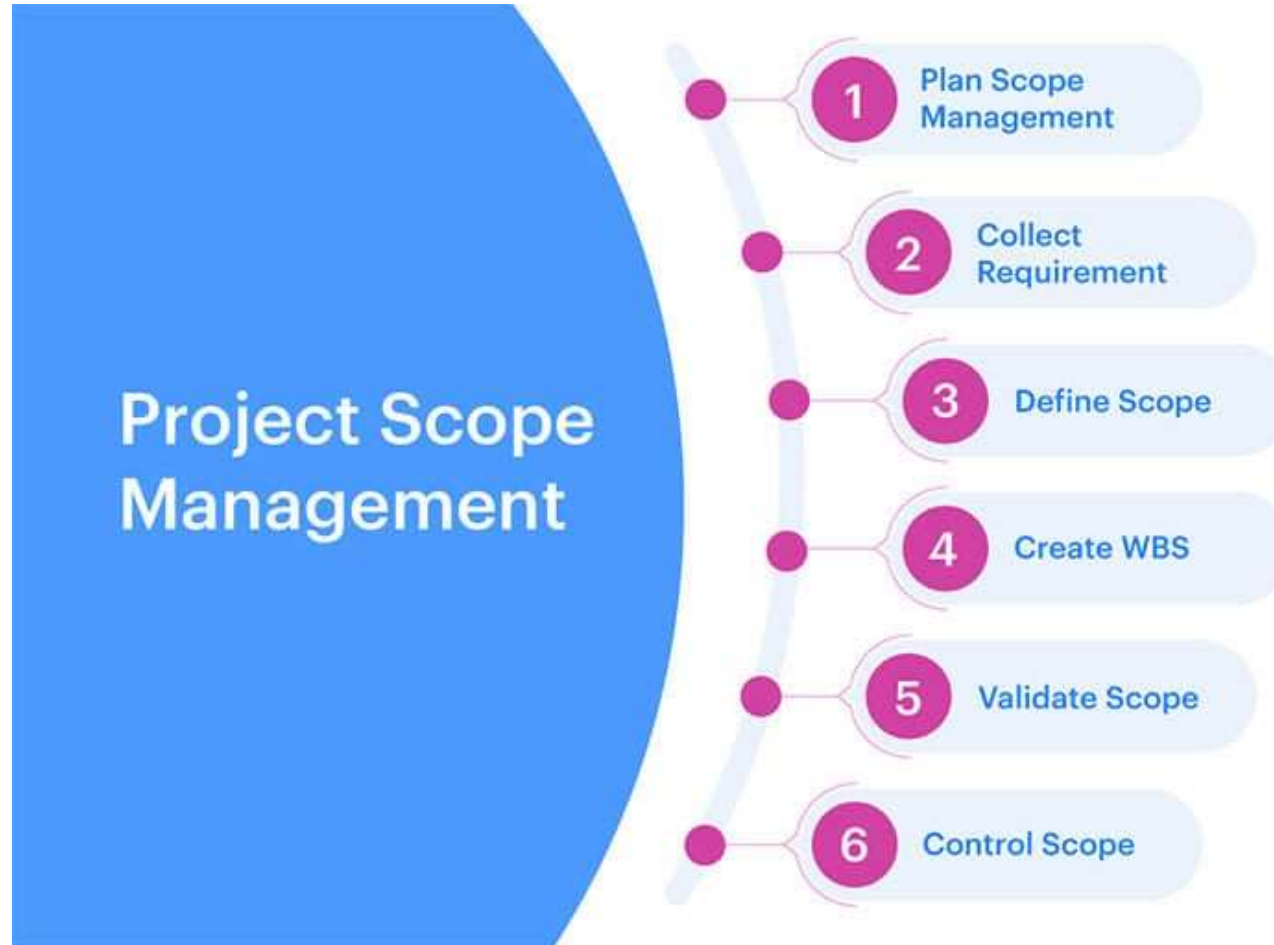 Project Scope
Management
1
Plan Scope
Management
2
Collect
Requirement
3
Define Scope
4
Create WBS
5
Validate Scope
6
Control Scope